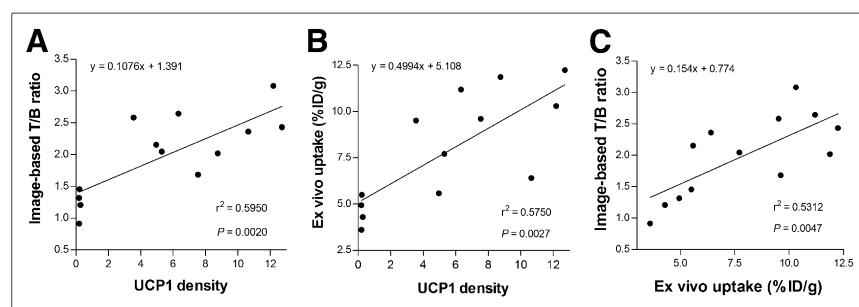 A
y = 0.1076x + 1.391
Image-based T/B ratio
3.5
3.0
2.5
2.0
1.5
1.0
0.5
r² = 0.5950
P = 0.0020
0 2 4 6 8 10 12
UCP1 density
B
y = 0.4994x + 5.108
Ex vivo uptake (%ID/g)
12.5
10.0
7.5
5.0
2.5
r² = 0.5750
P = 0.0027
0 2 4 6 8 10 12
UCP1 density
C
y = 0.154x + 0.774
Image-based T/B ratio
3.5
3.0
2.5
2.0
1.5
1.0
0.5
r² = 0.5312
P = 0.0047
5.0 7.5 10.0 12.5
Ex vivo uptake (%ID/g)